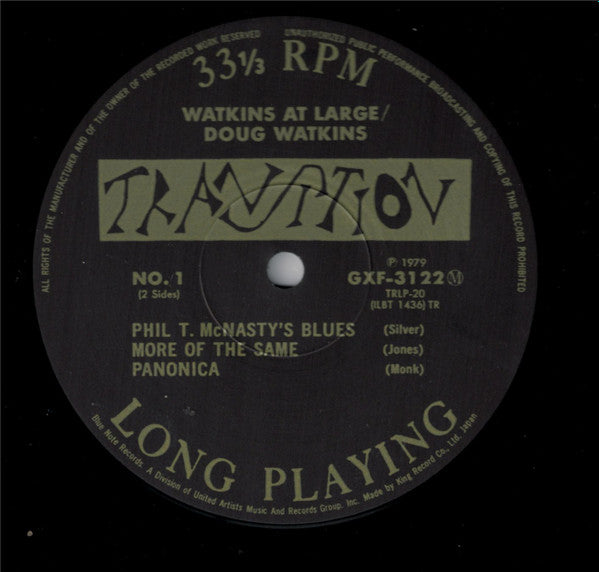 ALL RIGHTS OF THE MANUFACTURER AND OF THE OWNER OF THE RECORDED WORK RESERVED
UNAUTHORIZED PUBLIC PERFORMANCE BROADCASTING AND COPYING OF THIS RECORD PROHIBITED
33 1/3 RPM
WATKINS AT LARGE/
DOUG WATKINS
TRANSITION
NO. 1
(2 Sides)
℗ 1979
GXF-3122 Ⓜ
TRLP-20
(ILBT 1436) TR
PHIL T. McNASTY'S BLUES (Silver)
MORE OF THE SAME (Jones)
PANONICA (Monk)
LONG PLAYING
Blue Note Records. A Division of United Artists Music And Records Group, Inc. Made by King Record Co., Ltd. Japan